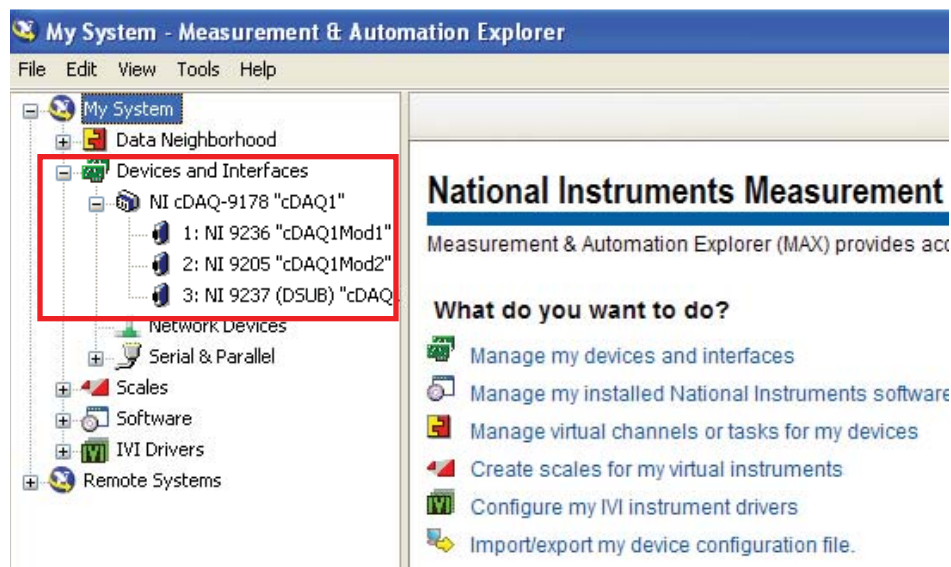 My System - Measurement & Automation Explorer
File Edit View Tools Help
My System
Data Neighborhood
Devices and Interfaces
NI cDAQ-9178 "cDAQ1"
1: NI 9236 "cDAQ1Mod1"
2: NI 9205 "cDAQ1Mod2"
3: NI 9237 (DSUB) "cDAQ
Network Devices
Serial & Parallel
Scales
Software
IVI Drivers
Remote Systems
National Instruments Measurement
Measurement & Automation Explorer (MAX) provides acc
What do you want to do?
Manage my devices and interfaces
Manage my installed National Instruments software
Manage virtual channels or tasks for my devices
Create scales for my virtual instruments
Configure my IVI instrument drivers
Import/export my device configuration file.